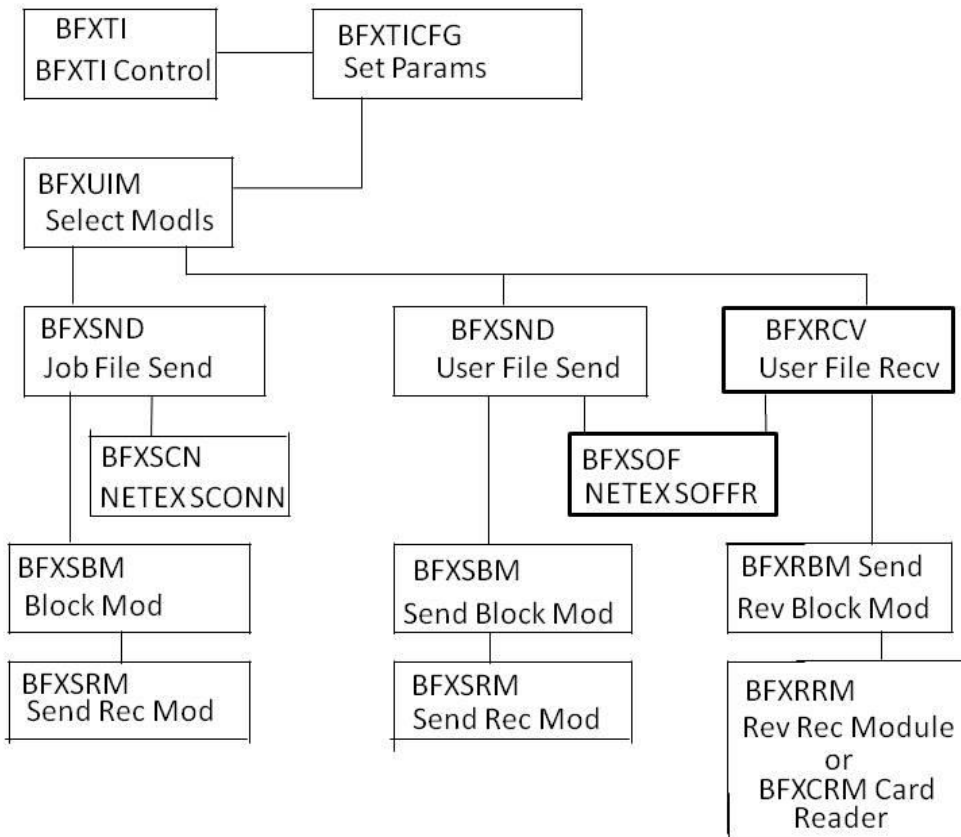 BFXTI
BFXTI Control
BFXTICFG
Set Params
BFXUIM
Select Modls
BFXSND
Job File Send
BFXSND
User File Send
BFXRCV
User File Recv
BFXSCN
NETEX SCONN
BFXSOF
NETEX SOFFR
BFXSBM
Block Mod
BFXSBM
Send Block Mod
BFXRBM Send
Rev Block Mod
BFXSRM
Send Rec Mod
BFXSRM
Send Rec Mod
BFXRRM
Rev Rec Module
or
BFXCRM Card
Reader